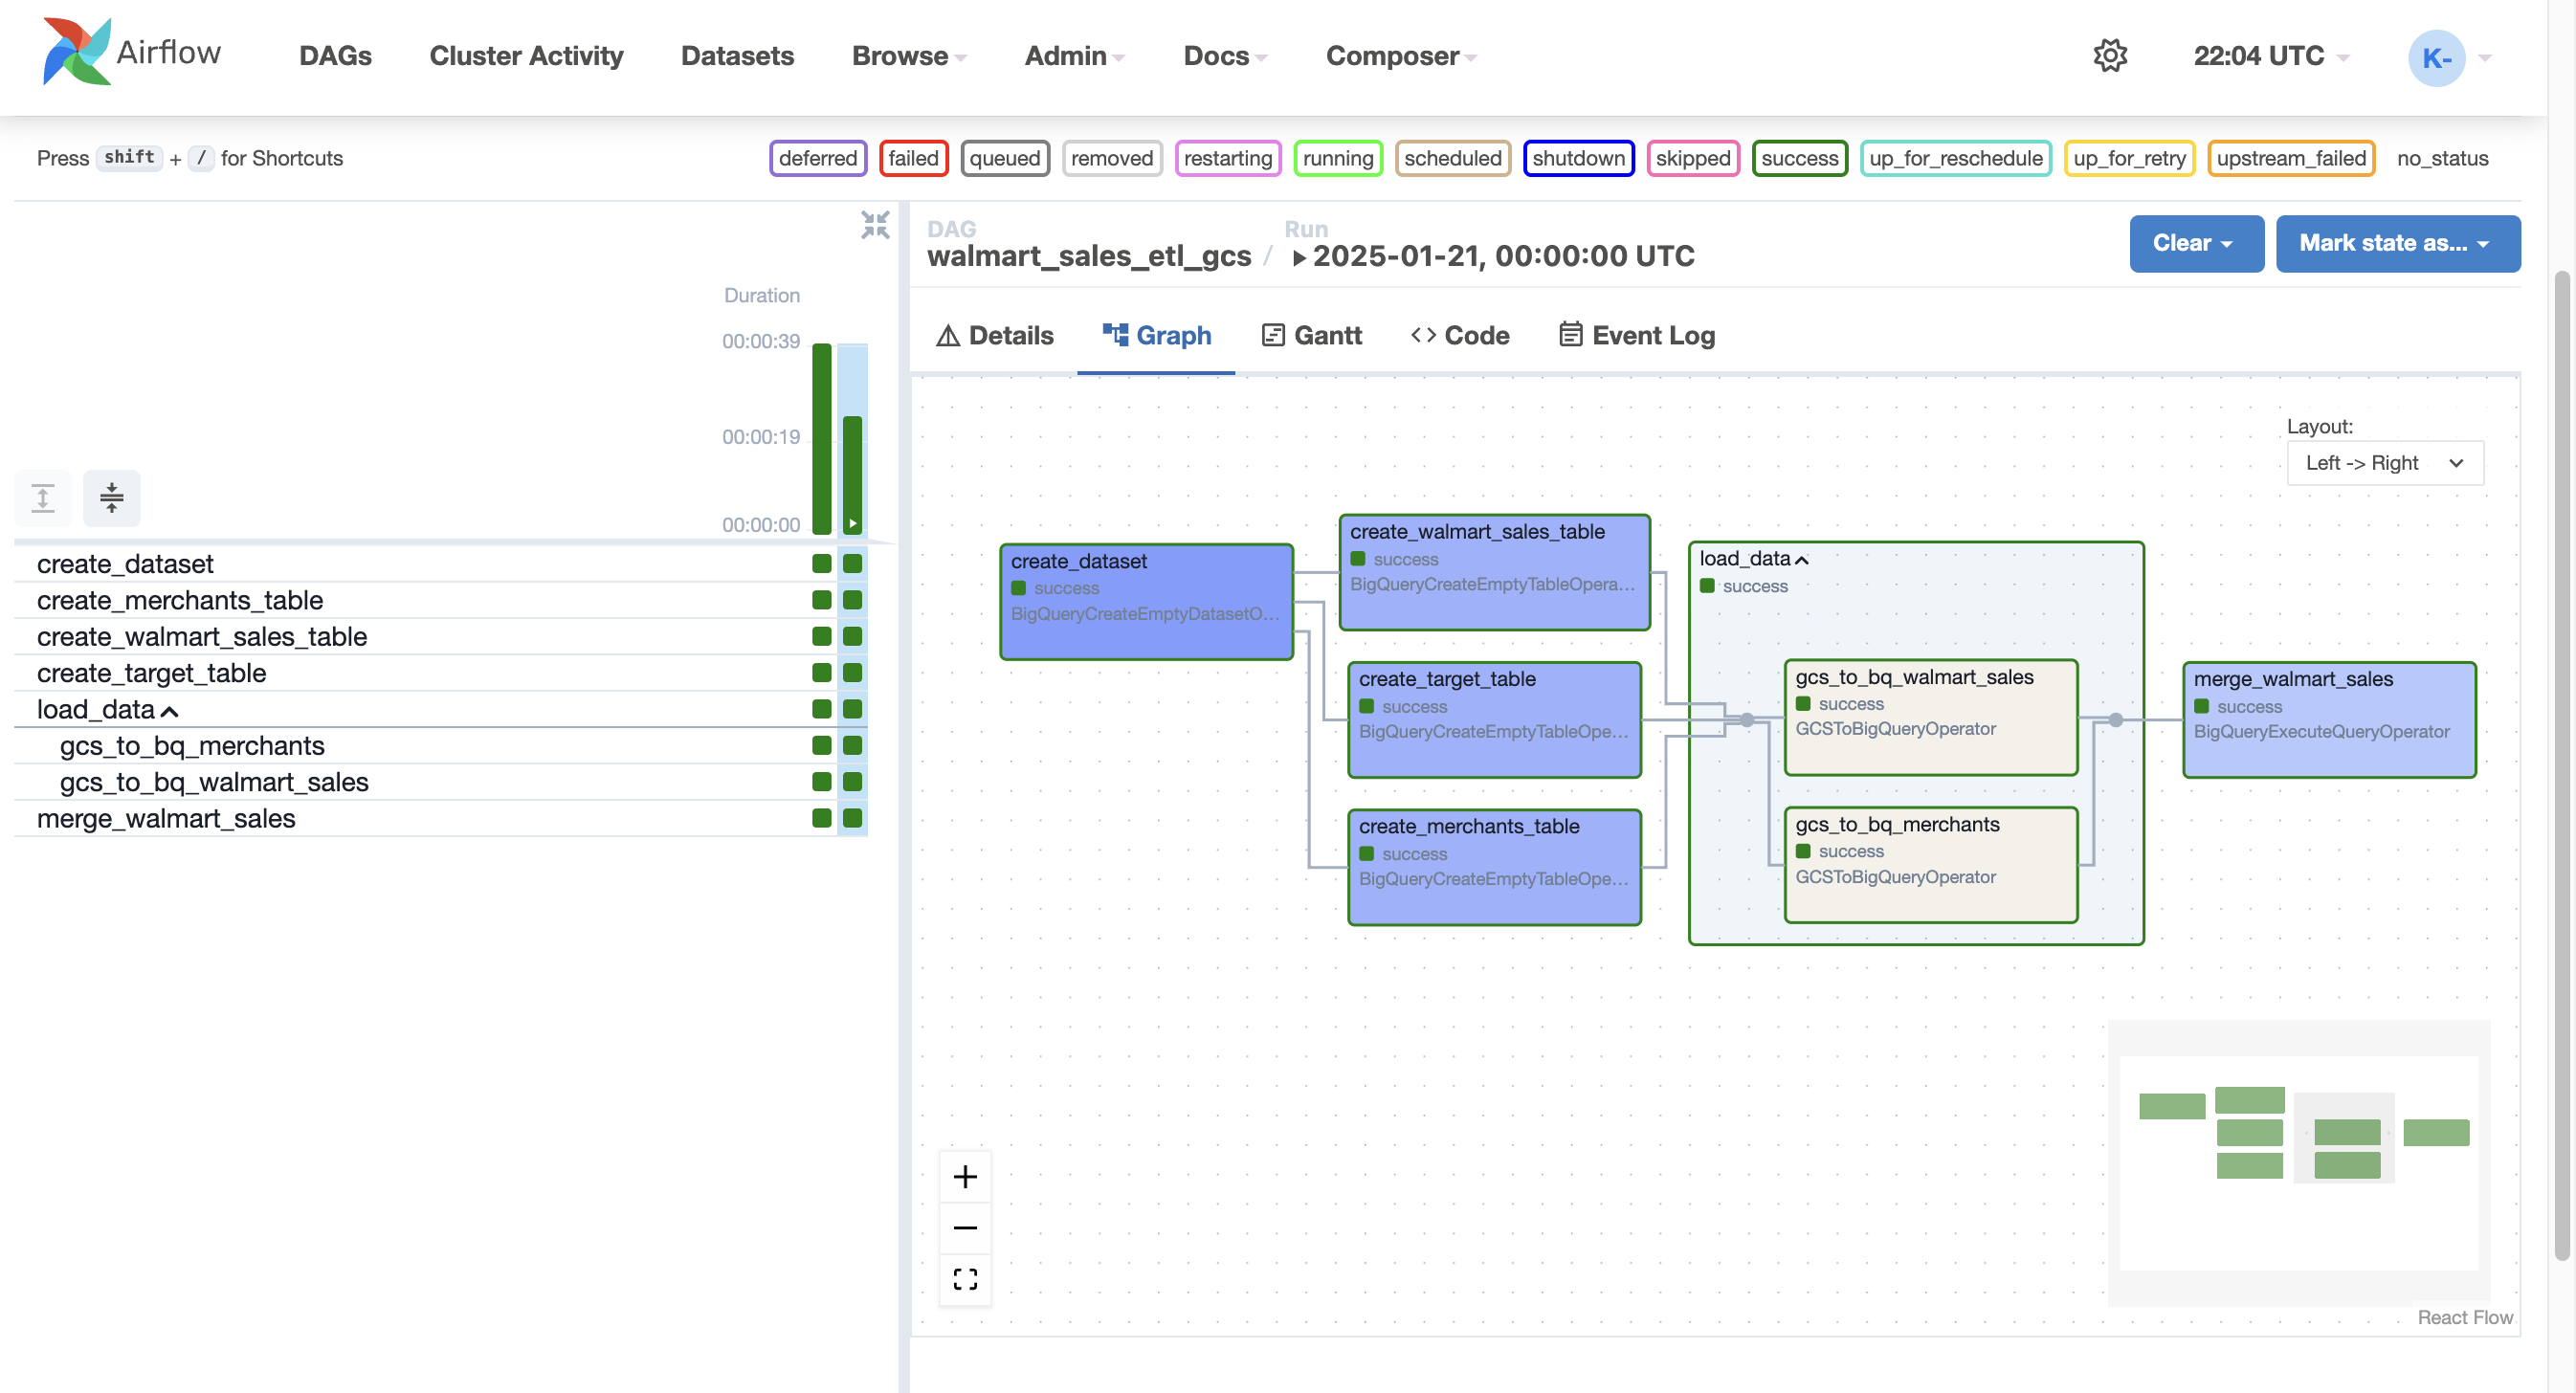 Airflow
DAGs
Cluster Activity
Datasets
Browse
Admin
Docs
Composer
22:04 UTC
K-
Press shift + / for Shortcuts
deferred
failed
queued
removed
restarting
running
scheduled
shutdown
skipped
success
up_for_reschedule
up_for_retry
upstream_failed
no_status
Duration
00:00:39
00:00:19
00:00:00
create_dataset
create_merchants_table
create_walmart_sales_table
create_target_table
load_data
gcs_to_bq_merchants
gcs_to_bq_walmart_sales
merge_walmart_sales
DAG
walmart_sales_etl_gcs /
Run
2025-01-21, 00:00:00 UTC
Clear
Mark state as...
Details
Graph
Gantt
Code
Event Log
Layout:
Left -> Right
create_dataset
success
BigQueryCreateEmptyDatasetO...
create_walmart_sales_table
success
BigQueryCreateEmptyTableOpera...
create_target_table
success
BigQueryCreateEmptyTableOpe...
create_merchants_table
success
BigQueryCreateEmptyTableOpe...
load_data
success
gcs_to_bq_walmart_sales
success
GCSToBigQueryOperator
gcs_to_bq_merchants
success
GCSToBigQueryOperator
merge_walmart_sales
success
BigQueryExecuteQueryOperator
React Flow